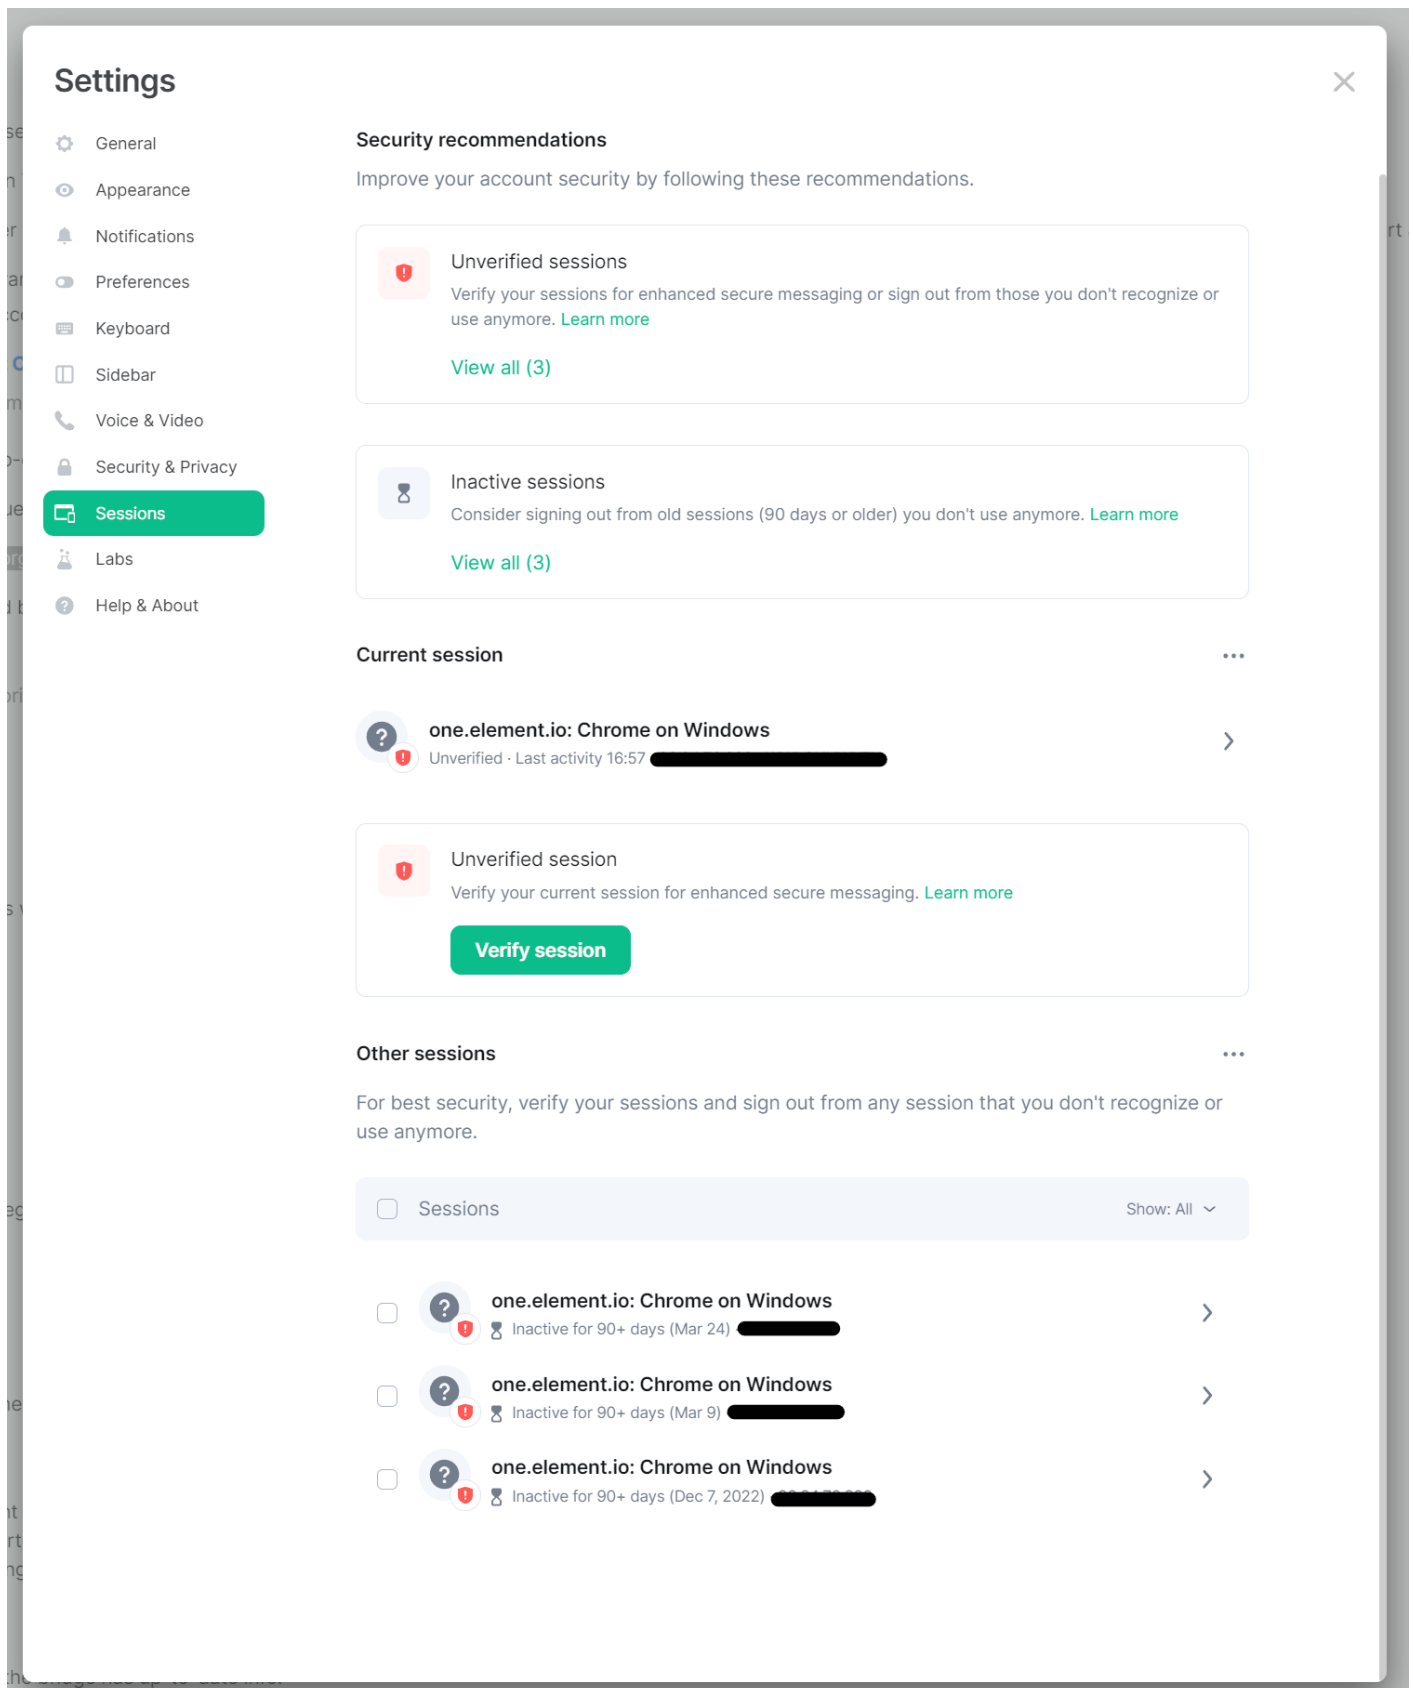 Settings
General
Appearance
Notifications
Preferences
Keyboard
Sidebar
Voice & Video
Security & Privacy
Sessions
Labs
Help & About
Security recommendations
Improve your account security by following these recommendations.
Unverified sessions
Verify your sessions for enhanced secure messaging or sign out from those you don't recognize or
use anymore. Learn more
View all (3)
Inactive sessions
Consider signing out from old sessions (90 days or older) you don't use anymore. Learn more
View all (3)
Current session
one.element.io: Chrome on Windows
Unverified · Last activity 16:57
Unverified session
Verify your current session for enhanced secure messaging. Learn more
Verify session
Other sessions
For best security, verify your sessions and sign out from any session that you don't recognize or
use anymore.
Sessions
Show: All
one.element.io: Chrome on Windows
Inactive for 90+ days (Mar 24)
one.element.io: Chrome on Windows
Inactive for 90+ days (Mar 9)
one.element.io: Chrome on Windows
Inactive for 90+ days (Dec 7, 2022)